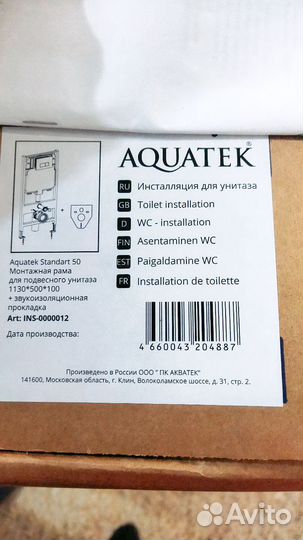 AQUATEK®
RU Инсталляция для унитаза
GB Toilet installation
D WC - installation
FIN Asentaminen WC
EST Paigaldamine WC
FR Installation de toilette
Aquatek Standart 50
Монтажная рама
для подвесного унитаза
1130*500*100
+ звукоизоляционная
прокладка
Art: INS-0000012
Дата производства:
4 660043 204887
Произведено в России ООО " ПК АКВАТЕК"
141600, Московская область, г. Клин, Волоколамское шоссе, д. 31, стр. 2.
Avito